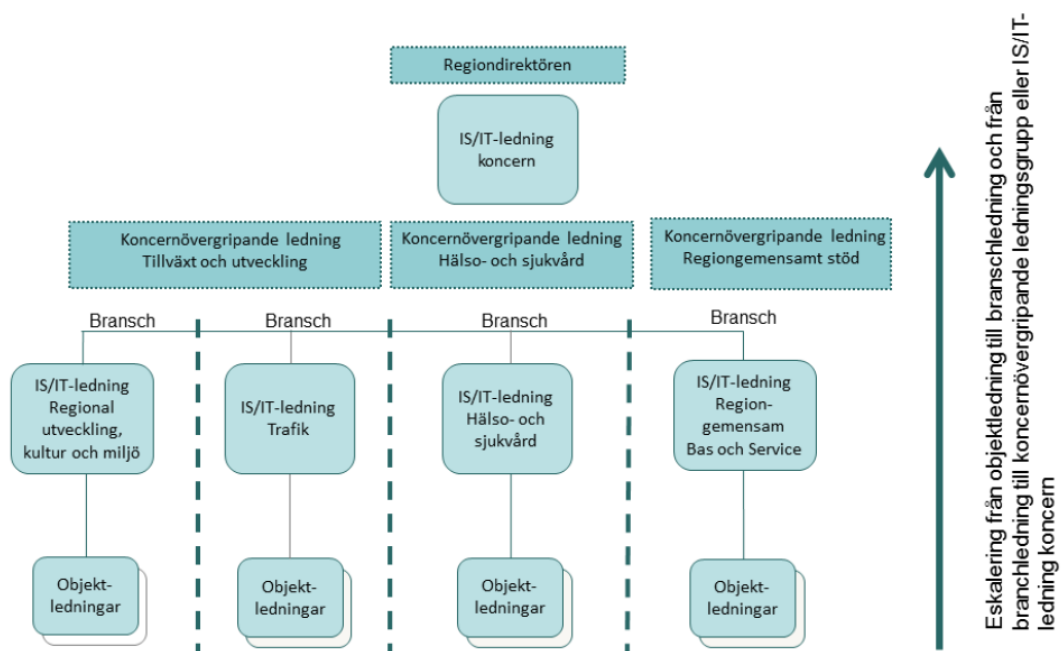 Regiondirektören
IS/IT-ledning
koncern
Koncernövergripande ledning
Tillväxt och utveckling
Koncernövergripande ledning
Hälso- och sjukvård
Koncernövergripande ledning
Regiongemensamt stöd
Bransch
Bransch
Bransch
Bransch
IS/IT-ledning
Regional
utveckling,
kultur och miljö
IS/IT-ledning
Trafik
IS/IT-ledning
Hälso- och
sjukvård
IS/IT-ledning
Region-
gemensam
Bas och Service
Objekt-
ledningar
Objekt-
ledningar
Objekt-
ledningar
Objekt-
ledningar
Eskalering från objektledning till branschledning och från
branchledning till koncernövergripande ledningsgrupp eller IS/IT-
ledning koncern